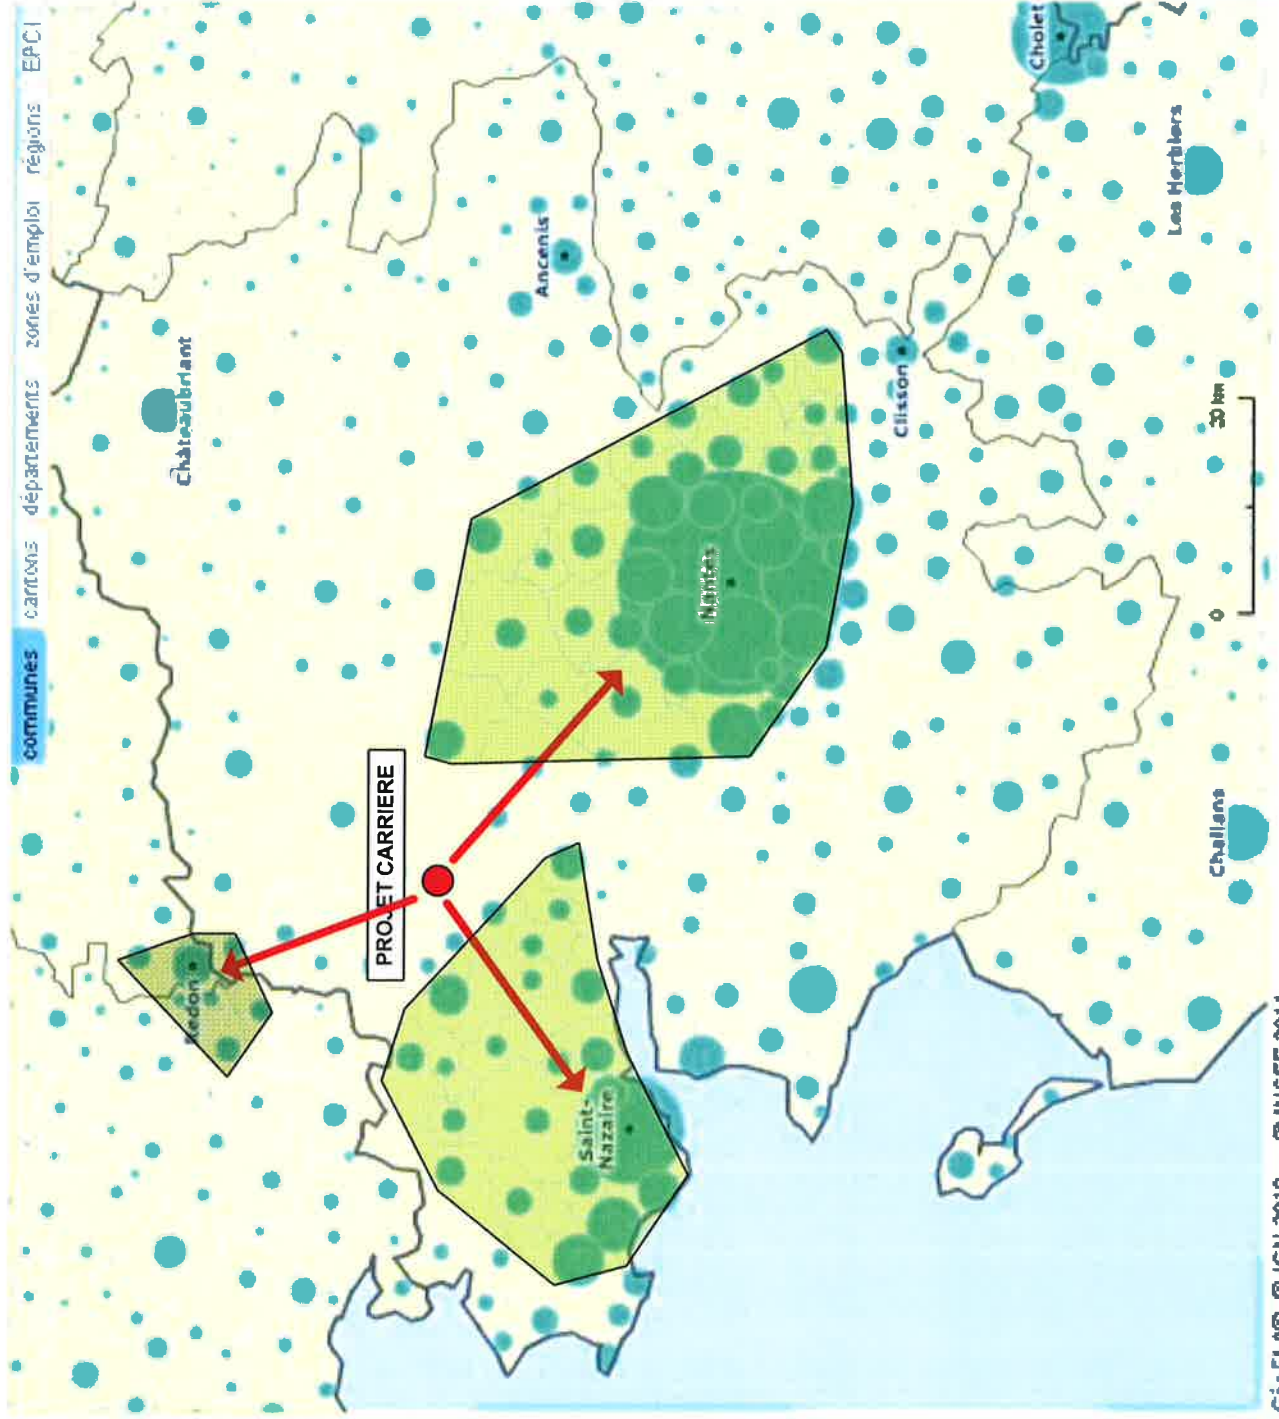 communes cantons départements zones d'emploi régions EPCI
Redon
Châteaubriant
PROJET CARRIERE
Ancenis
Saint-
Nazaire
Nantes
Clisson
Cholet
Challans
Les Herbiers
0 20 km